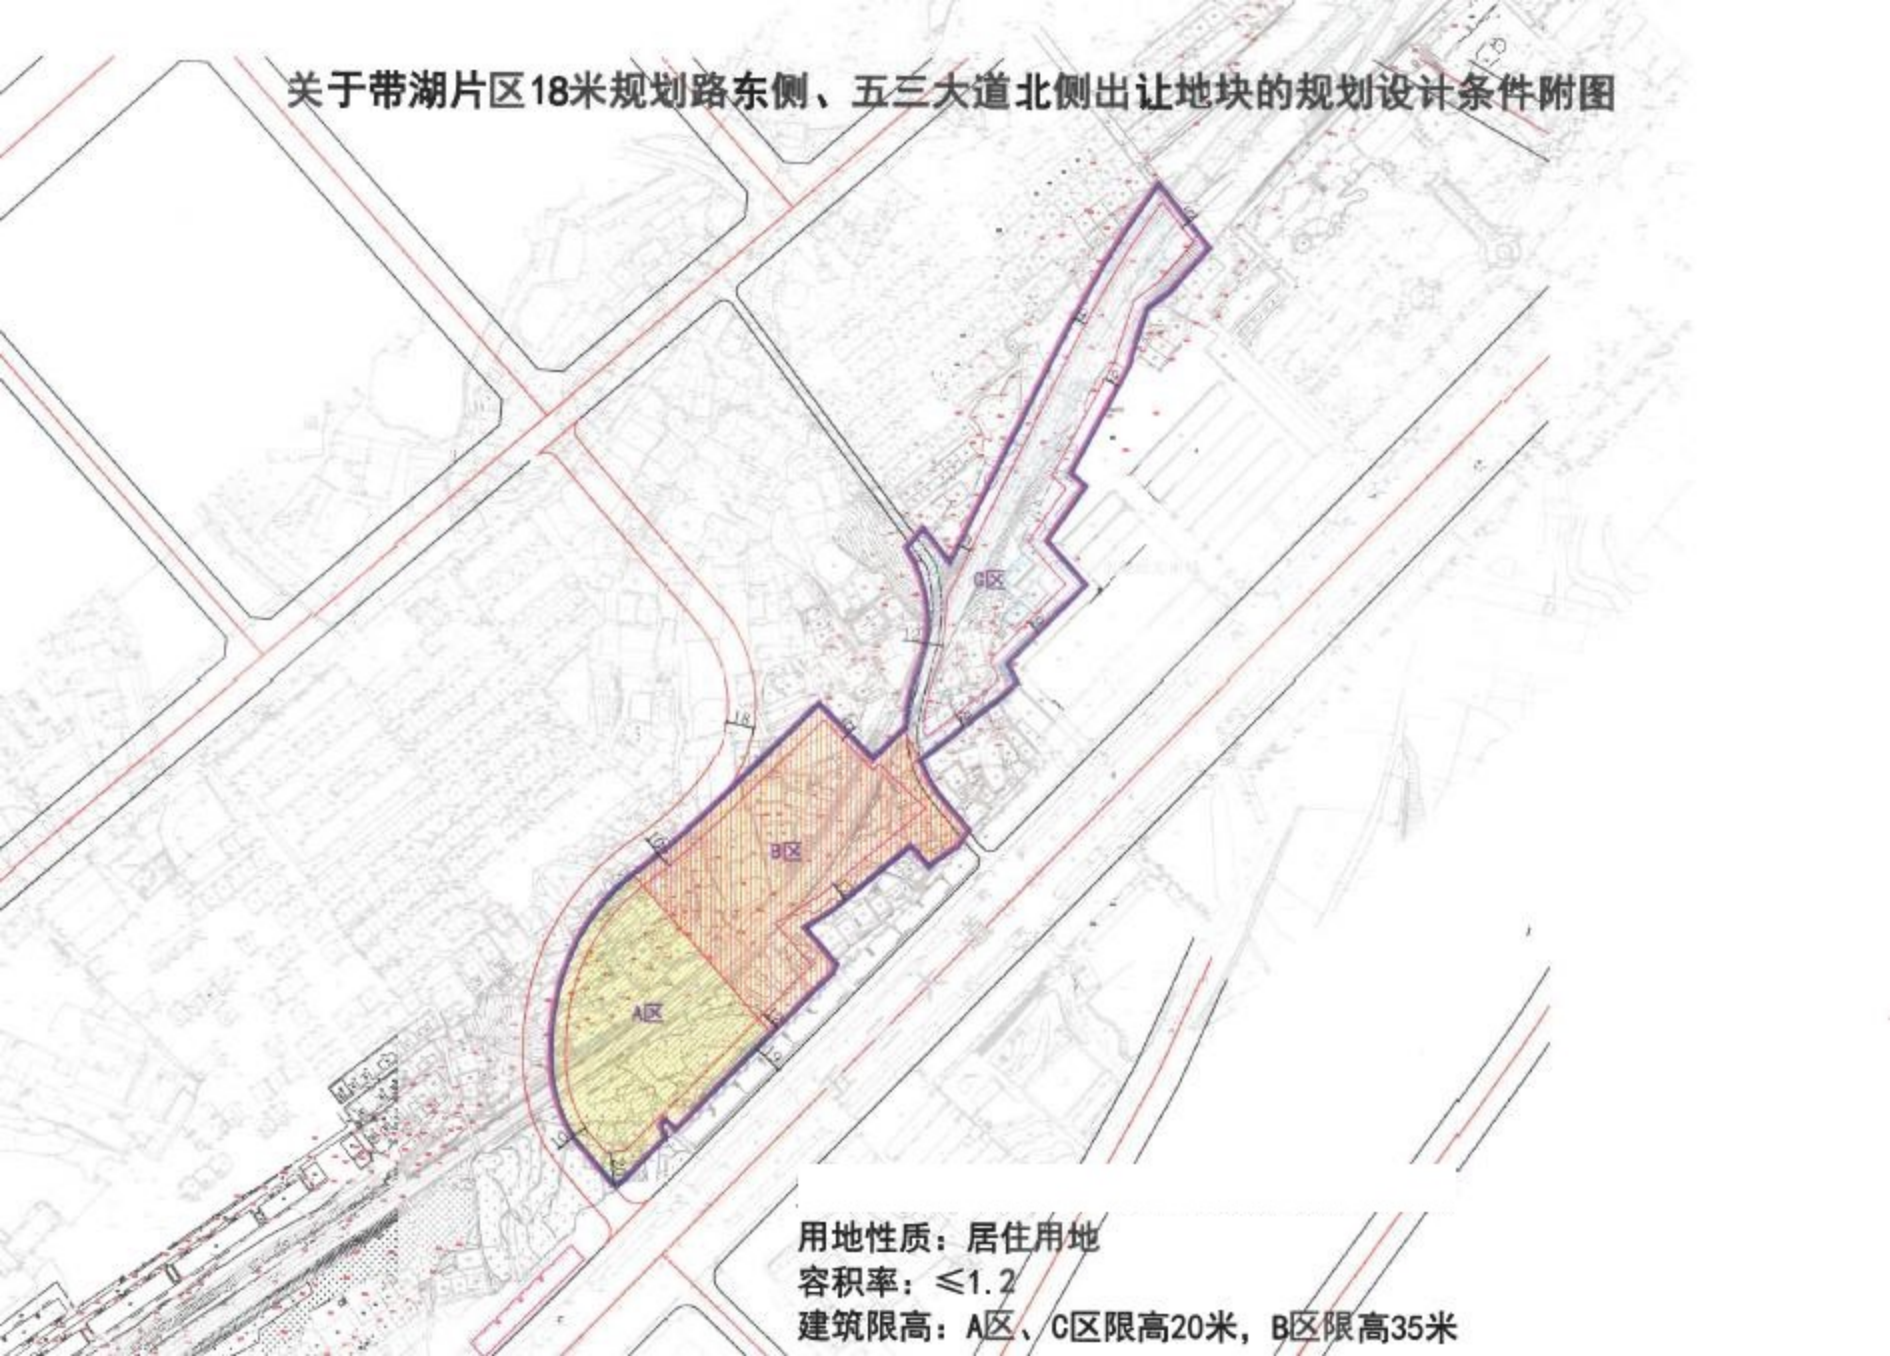 关于带湖片区18米规划路东侧、五三大道北侧出让地块的规划设计条件附图
C区
18
B区
A区
用地性质：居住用地
容积率：≤1.2
建筑限高：A区、C区限高20米，B区限高35米